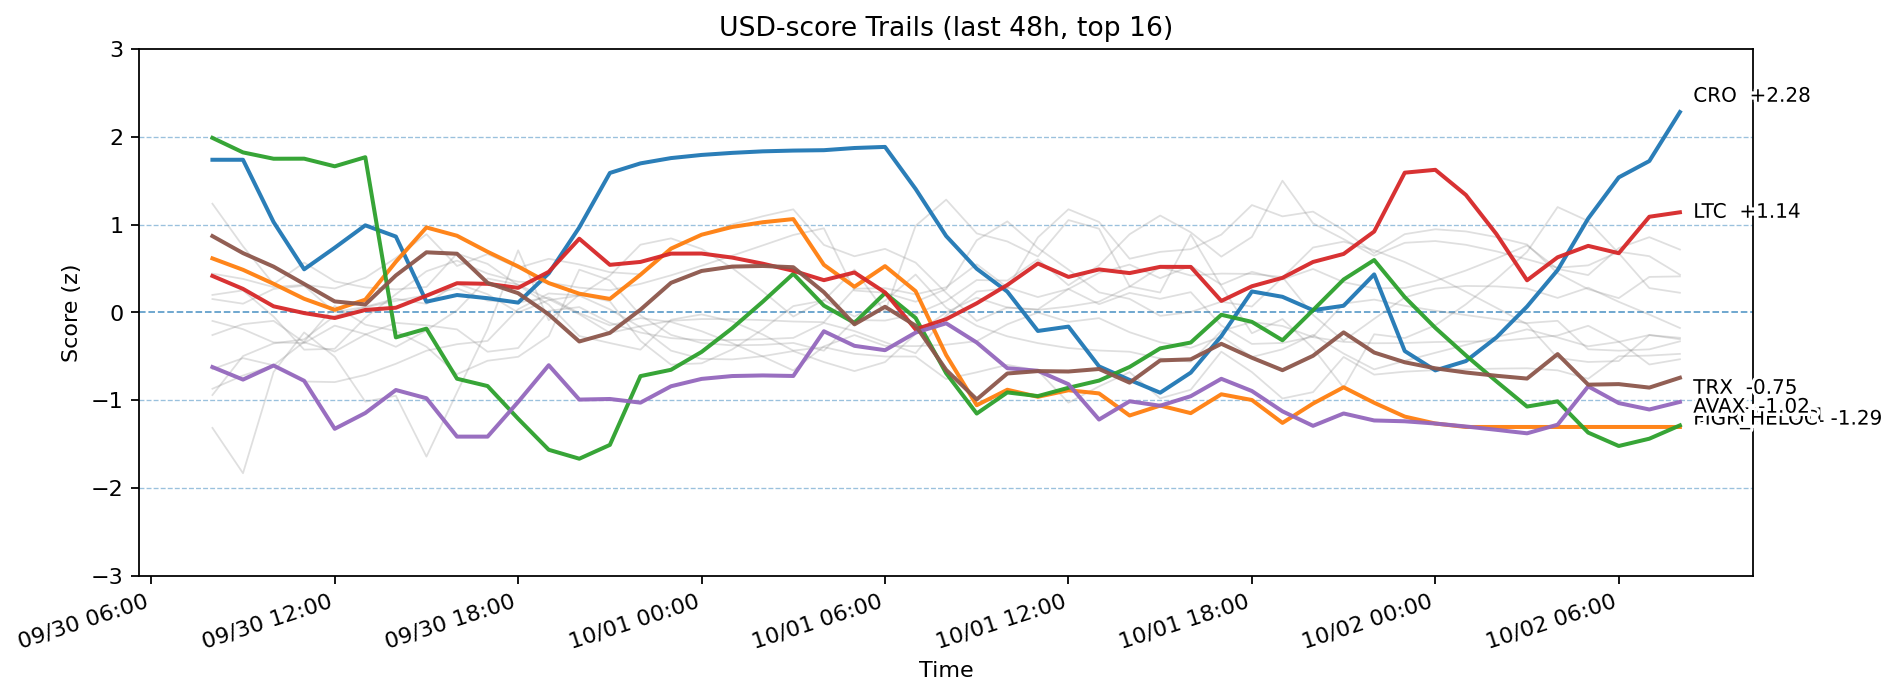 USD-score Trails (last 48h, top 16)
Score (z)
3
2
1
0
−1
−2
−3
CRO +2.28
LTC +1.14
TRX -0.75
AVAX -1.02
-1.29
09/30 06:00
09/30 12:00
09/30 18:00
10/01 00:00
10/01 06:00
10/01 12:00
10/01 18:00
10/02 00:00
10/02 06:00
Time